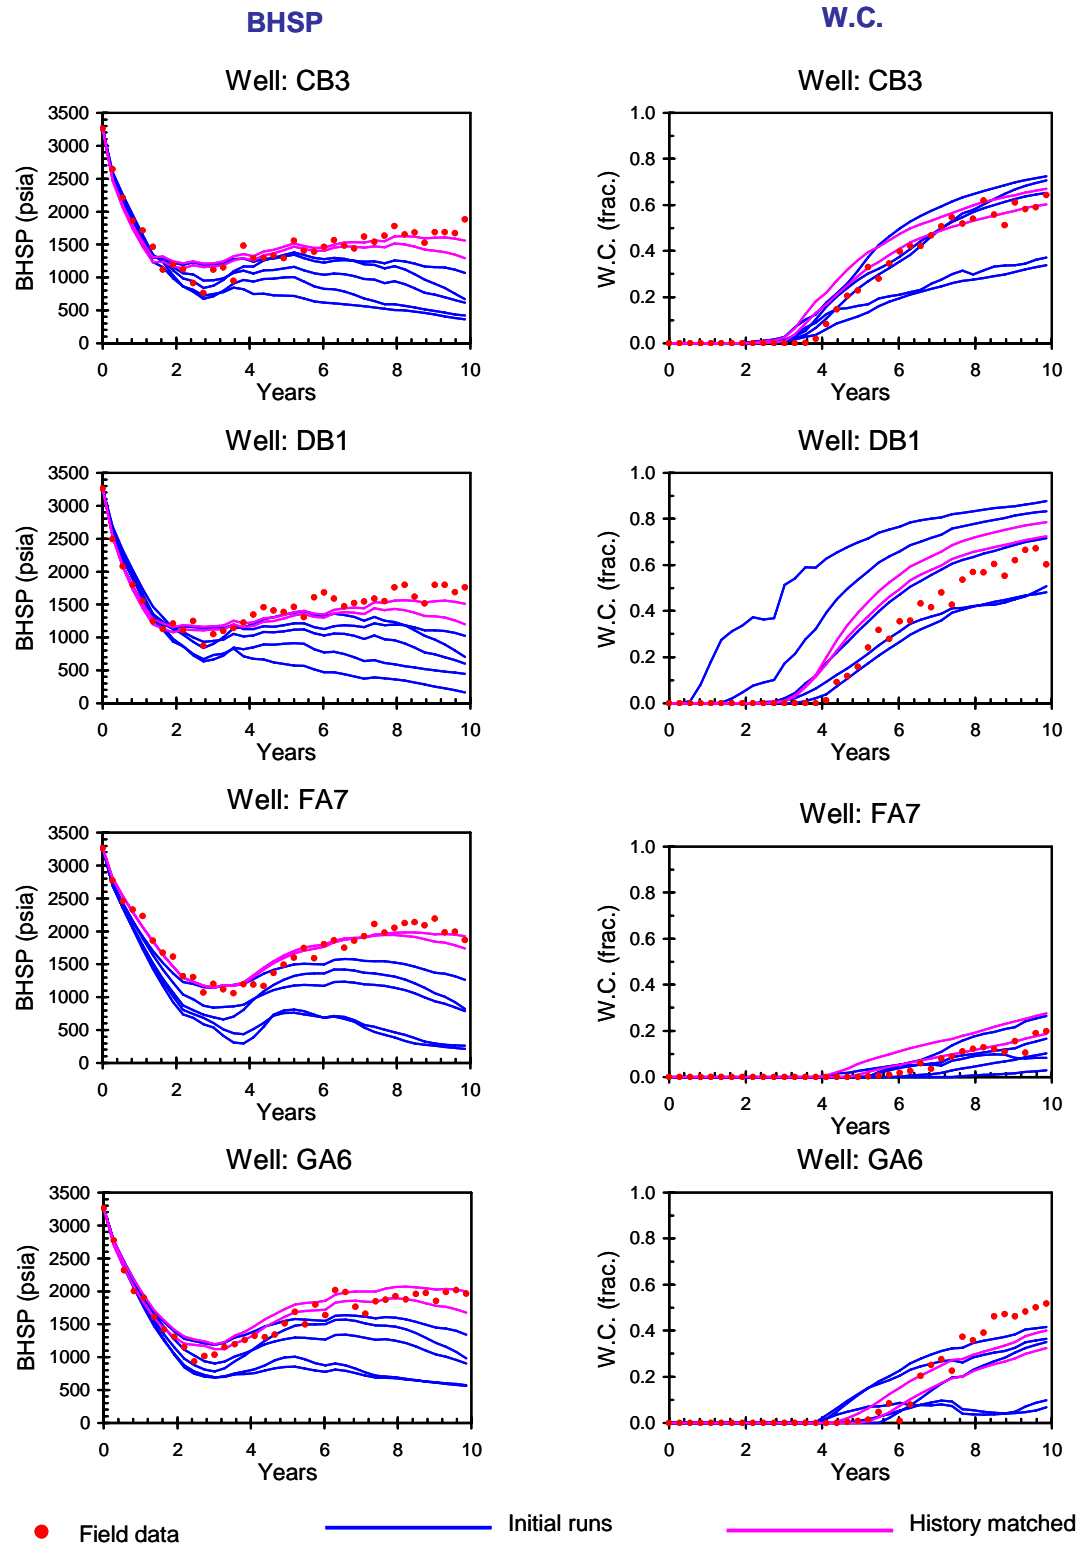 BHSP
W.C.
Well: CB3
Well: CB3
BHSP (psia)
3500
3000
2500
2000
1500
1000
500
0
0 2 4 6 8 10
Years
W.C. (frac.)
1.0
0.8
0.6
0.4
0.2
0.0
0 2 4 6 8 10
Years
Well: DB1
Well: DB1
BHSP (psia)
3500
3000
2500
2000
1500
1000
500
0
0 2 4 6 8 10
Years
W.C. (frac.)
1.0
0.8
0.6
0.4
0.2
0.0
0 2 4 6 8 10
Years
Well: FA7
Well: FA7
BHSP (psia)
3500
3000
2500
2000
1500
1000
500
0
0 2 4 6 8 10
Years
W.C. (frac.)
1.0
0.8
0.6
0.4
0.2
0.0
0 2 4 6 8 10
Years
Well: GA6
Well: GA6
BHSP (psia)
3500
3000
2500
2000
1500
1000
500
0
0 2 4 6 8 10
Years
W.C. (frac.)
1.0
0.8
0.6
0.4
0.2
0.0
0 2 4 6 8 10
Years
Field data
Initial runs
History matched